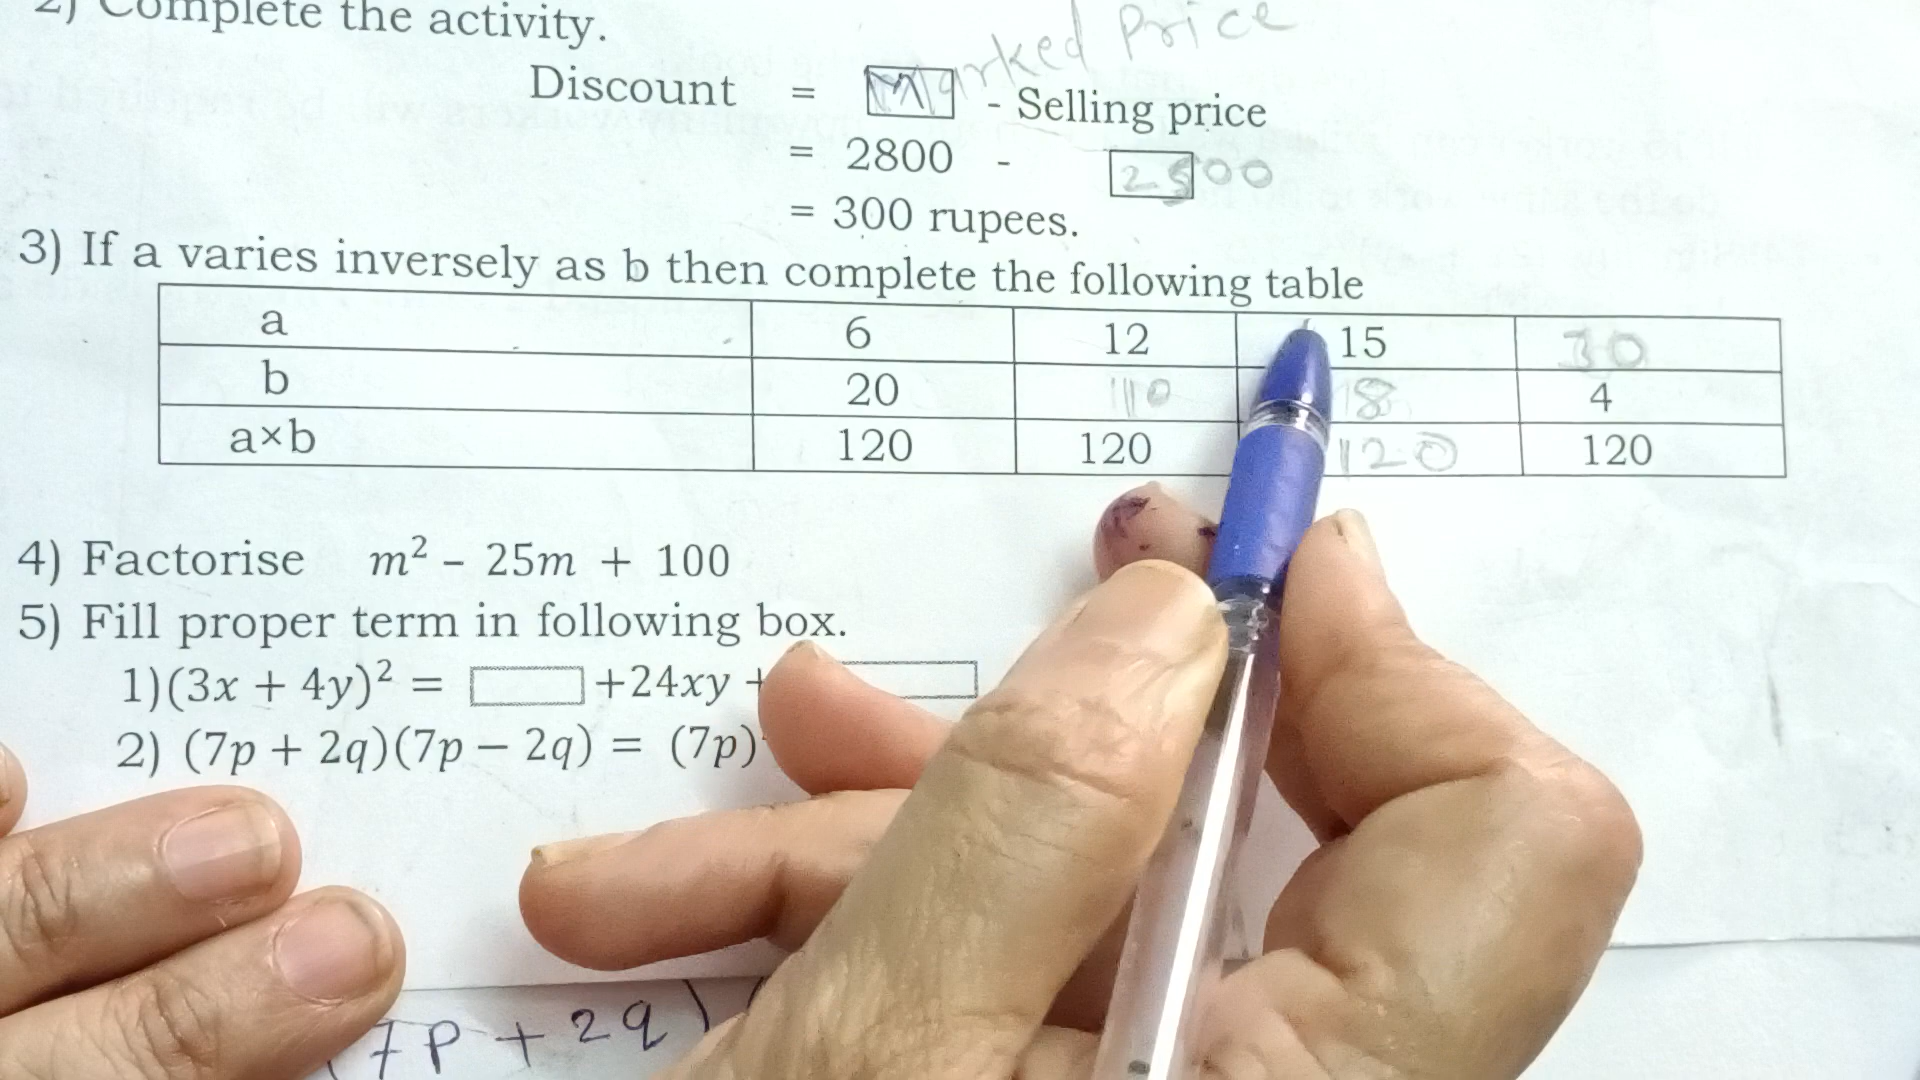 2) Complete the activity.
Marked Price
Discount = - Selling price
= 2800 - 2500
= 300 rupees.
3) If a varies inversely as b then complete the following table
a 6 12 15 30
b 20 10 8 4
a×b 120 120 120 120
4) Factorise m² – 25m + 100
5) Fill proper term in following box.
1)(3x + 4y)² = +24xy +
2) (7p + 2q)(7p – 2q) = (7p)
(7p + 2q)